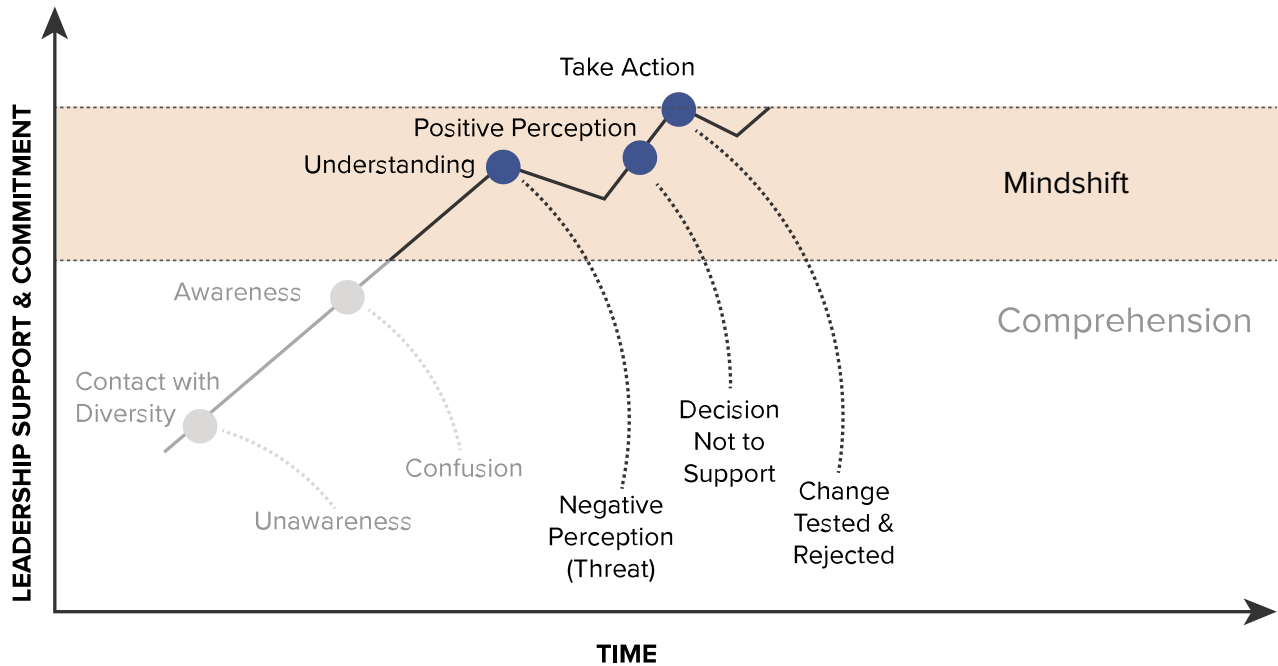 Take Action
Positive Perception
Understanding
Mindshift
LEADERSHIP SUPPORT & COMMITMENT
Awareness
Comprehension
Contact with
Diversity
Decision
Not to
Support
Confusion
Change
Tested &
Rejected
Negative
Perception
(Threat)
Unawareness
TIME